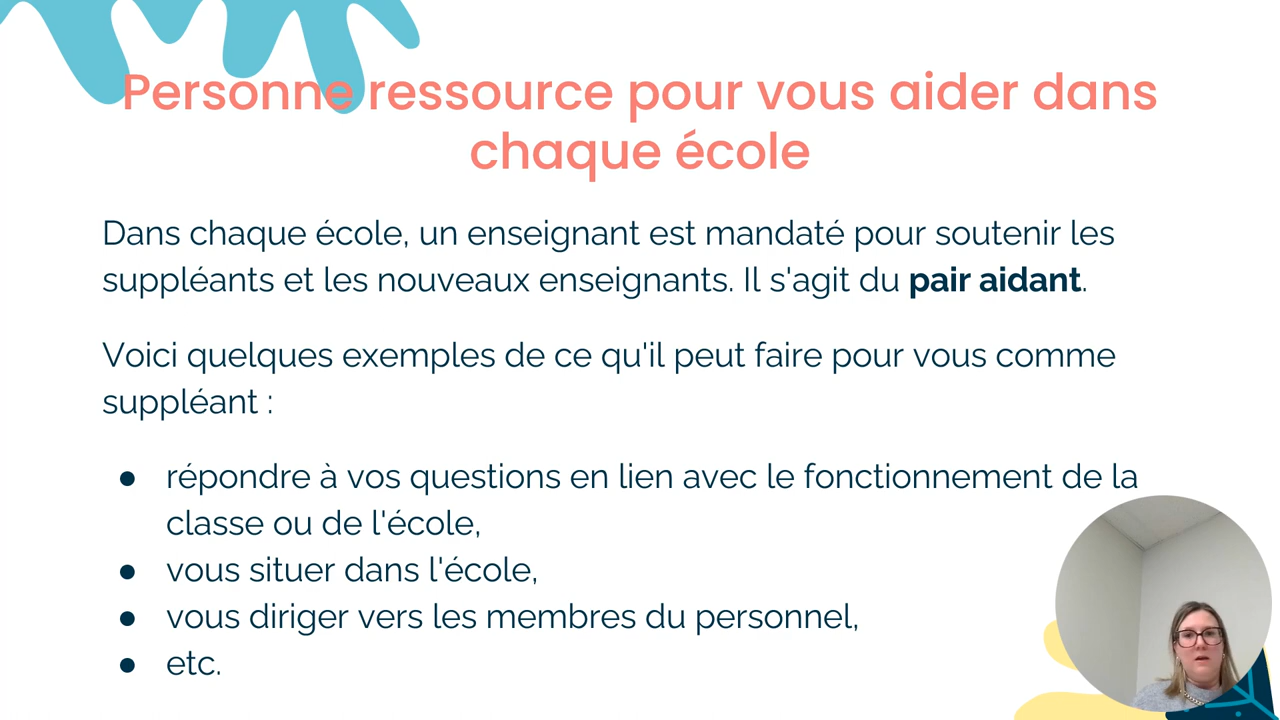 Personne ressource pour vous aider dans
chaque école
Dans chaque école, un enseignant est mandaté pour soutenir les
suppléants et les nouveaux enseignants. Il s'agit du pair aidant.
Voici quelques exemples de ce qu'il peut faire pour vous comme
suppléant :
● répondre à vos questions en lien avec le fonctionnement de la
classe ou de l'école,
● vous situer dans l'école,
● vous diriger vers les membres du personnel,
● etc.